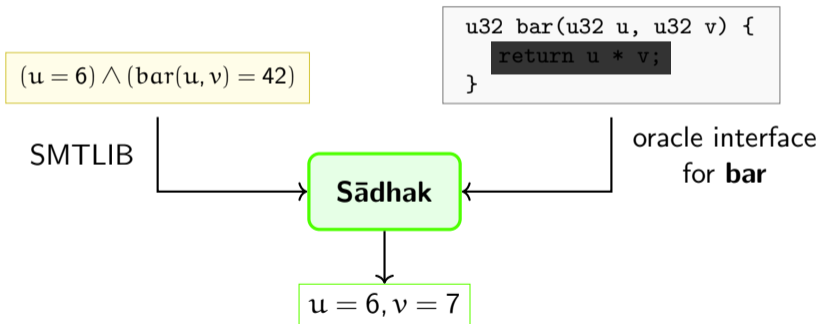 u32 bar(u32 u, u32 v) {
return u * v;
}
(u = 6) ∧ (bar(u, v) = 42)
SMTLIB
oracle interface
for bar
Sādhak
u = 6, v = 7